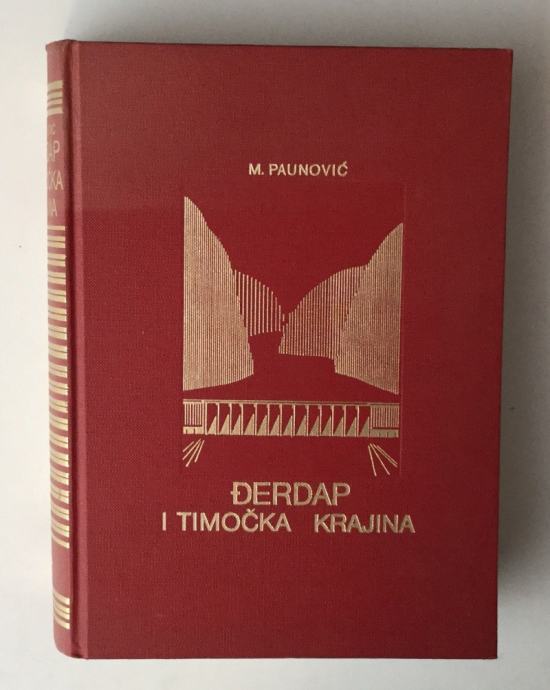 M. PAUNOVIĆ
ĐERDAP
I TIMOČKA KRAJINA